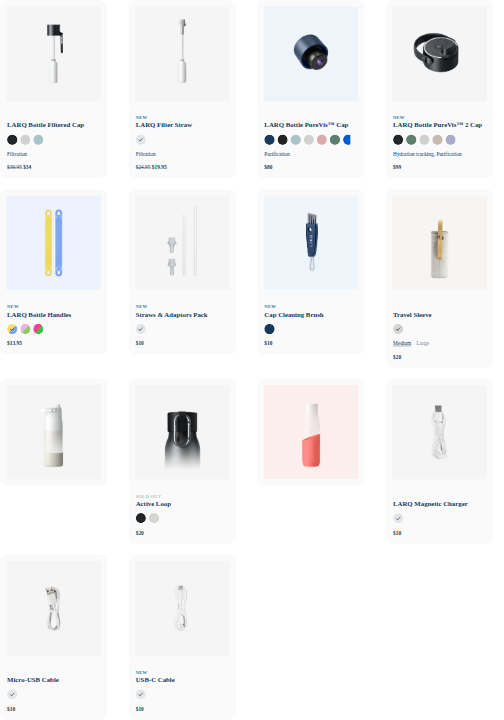 LARQ Bottle Filtered Cap
Filtration
$39.95 $34
NEW
LARQ Filter Straw
Filtration
$24.95 $19.95
LARQ Bottle PureVis™ Cap
Purification
$80
NEW
LARQ Bottle PureVis™ 2 Cap
Hydration tracking, Purification
$99
NEW
LARQ Bottle Handles
$13.95
NEW
Straws & Adaptors Pack
$10
NEW
Cap Cleaning Brush
$10
Travel Sleeve
Medium Large
$20
SOLD OUT
Active Loop
$20
LARQ Magnetic Charger
$10
Micro-USB Cable
$10
NEW
USB-C Cable
$10